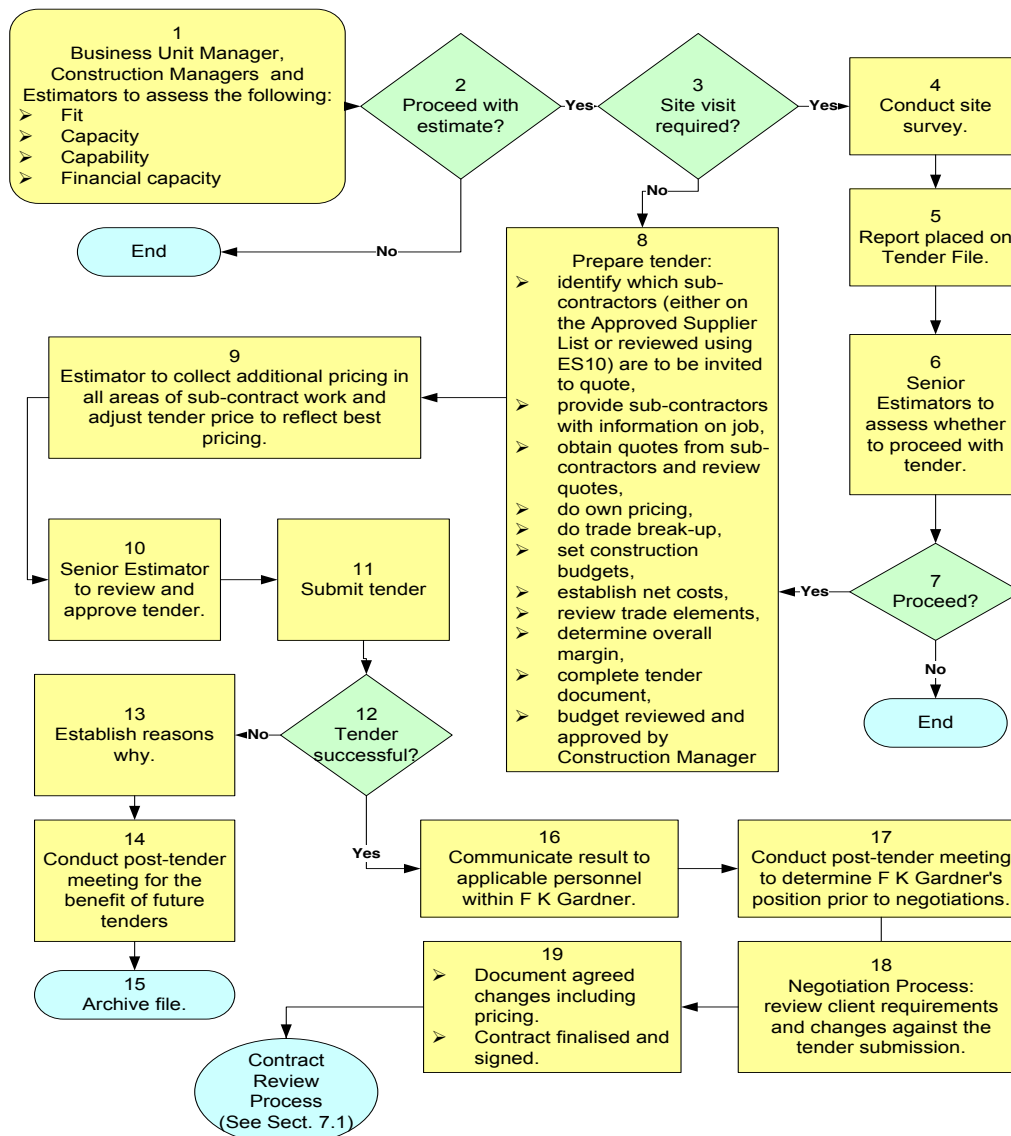 1
Business Unit Manager,
Construction Managers and
Estimators to assess the following:
➢ Fit
➢ Capacity
➢ Capability
➢ Financial capacity
2
Proceed with
estimate?
Yes
3
Site visit
required?
Yes
4
Conduct site
survey.
No
End
No
5
Report placed on
Tender File.
6
Senior
Estimators to
assess whether
to proceed with
tender.
7
Proceed?
Yes
No
End
8
Prepare tender:
➢ identify which sub-
contractors (either on
the Approved Supplier
List or reviewed using
ES10) are to be invited
to quote,
➢ provide sub-contractors
with information on job,
➢ obtain quotes from sub-
contractors and review
quotes,
➢ do own pricing,
➢ do trade break-up,
➢ set construction
budgets,
➢ establish net costs,
➢ review trade elements,
➢ determine overall
margin,
➢ complete tender
document,
➢ budget reviewed and
approved by
Construction Manager
9
Estimator to collect additional pricing in
all areas of sub-contract work and
adjust tender price to reflect best
pricing.
10
Senior Estimator
to review and
approve tender.
11
Submit tender
12
Tender
successful?
No
13
Establish reasons
why.
14
Conduct post-tender
meeting for the
benefit of future
tenders
15
Archive file.
Yes
16
Communicate result to
applicable personnel
within F K Gardner.
17
Conduct post-tender meeting
to determine F K Gardner's
position prior to negotiations.
18
Negotiation Process:
review client requirements
and changes against the
tender submission.
19
➢ Document agreed
changes including
pricing.
➢ Contract finalised and
signed.
Contract
Review
Process
(See Sect. 7.1)